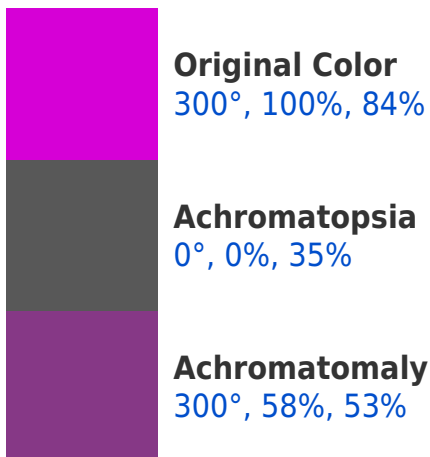 Original Color
300°, 100%, 84%
Achromatopsia
0°, 0%, 35%
Achromatomaly
300°, 58%, 53%